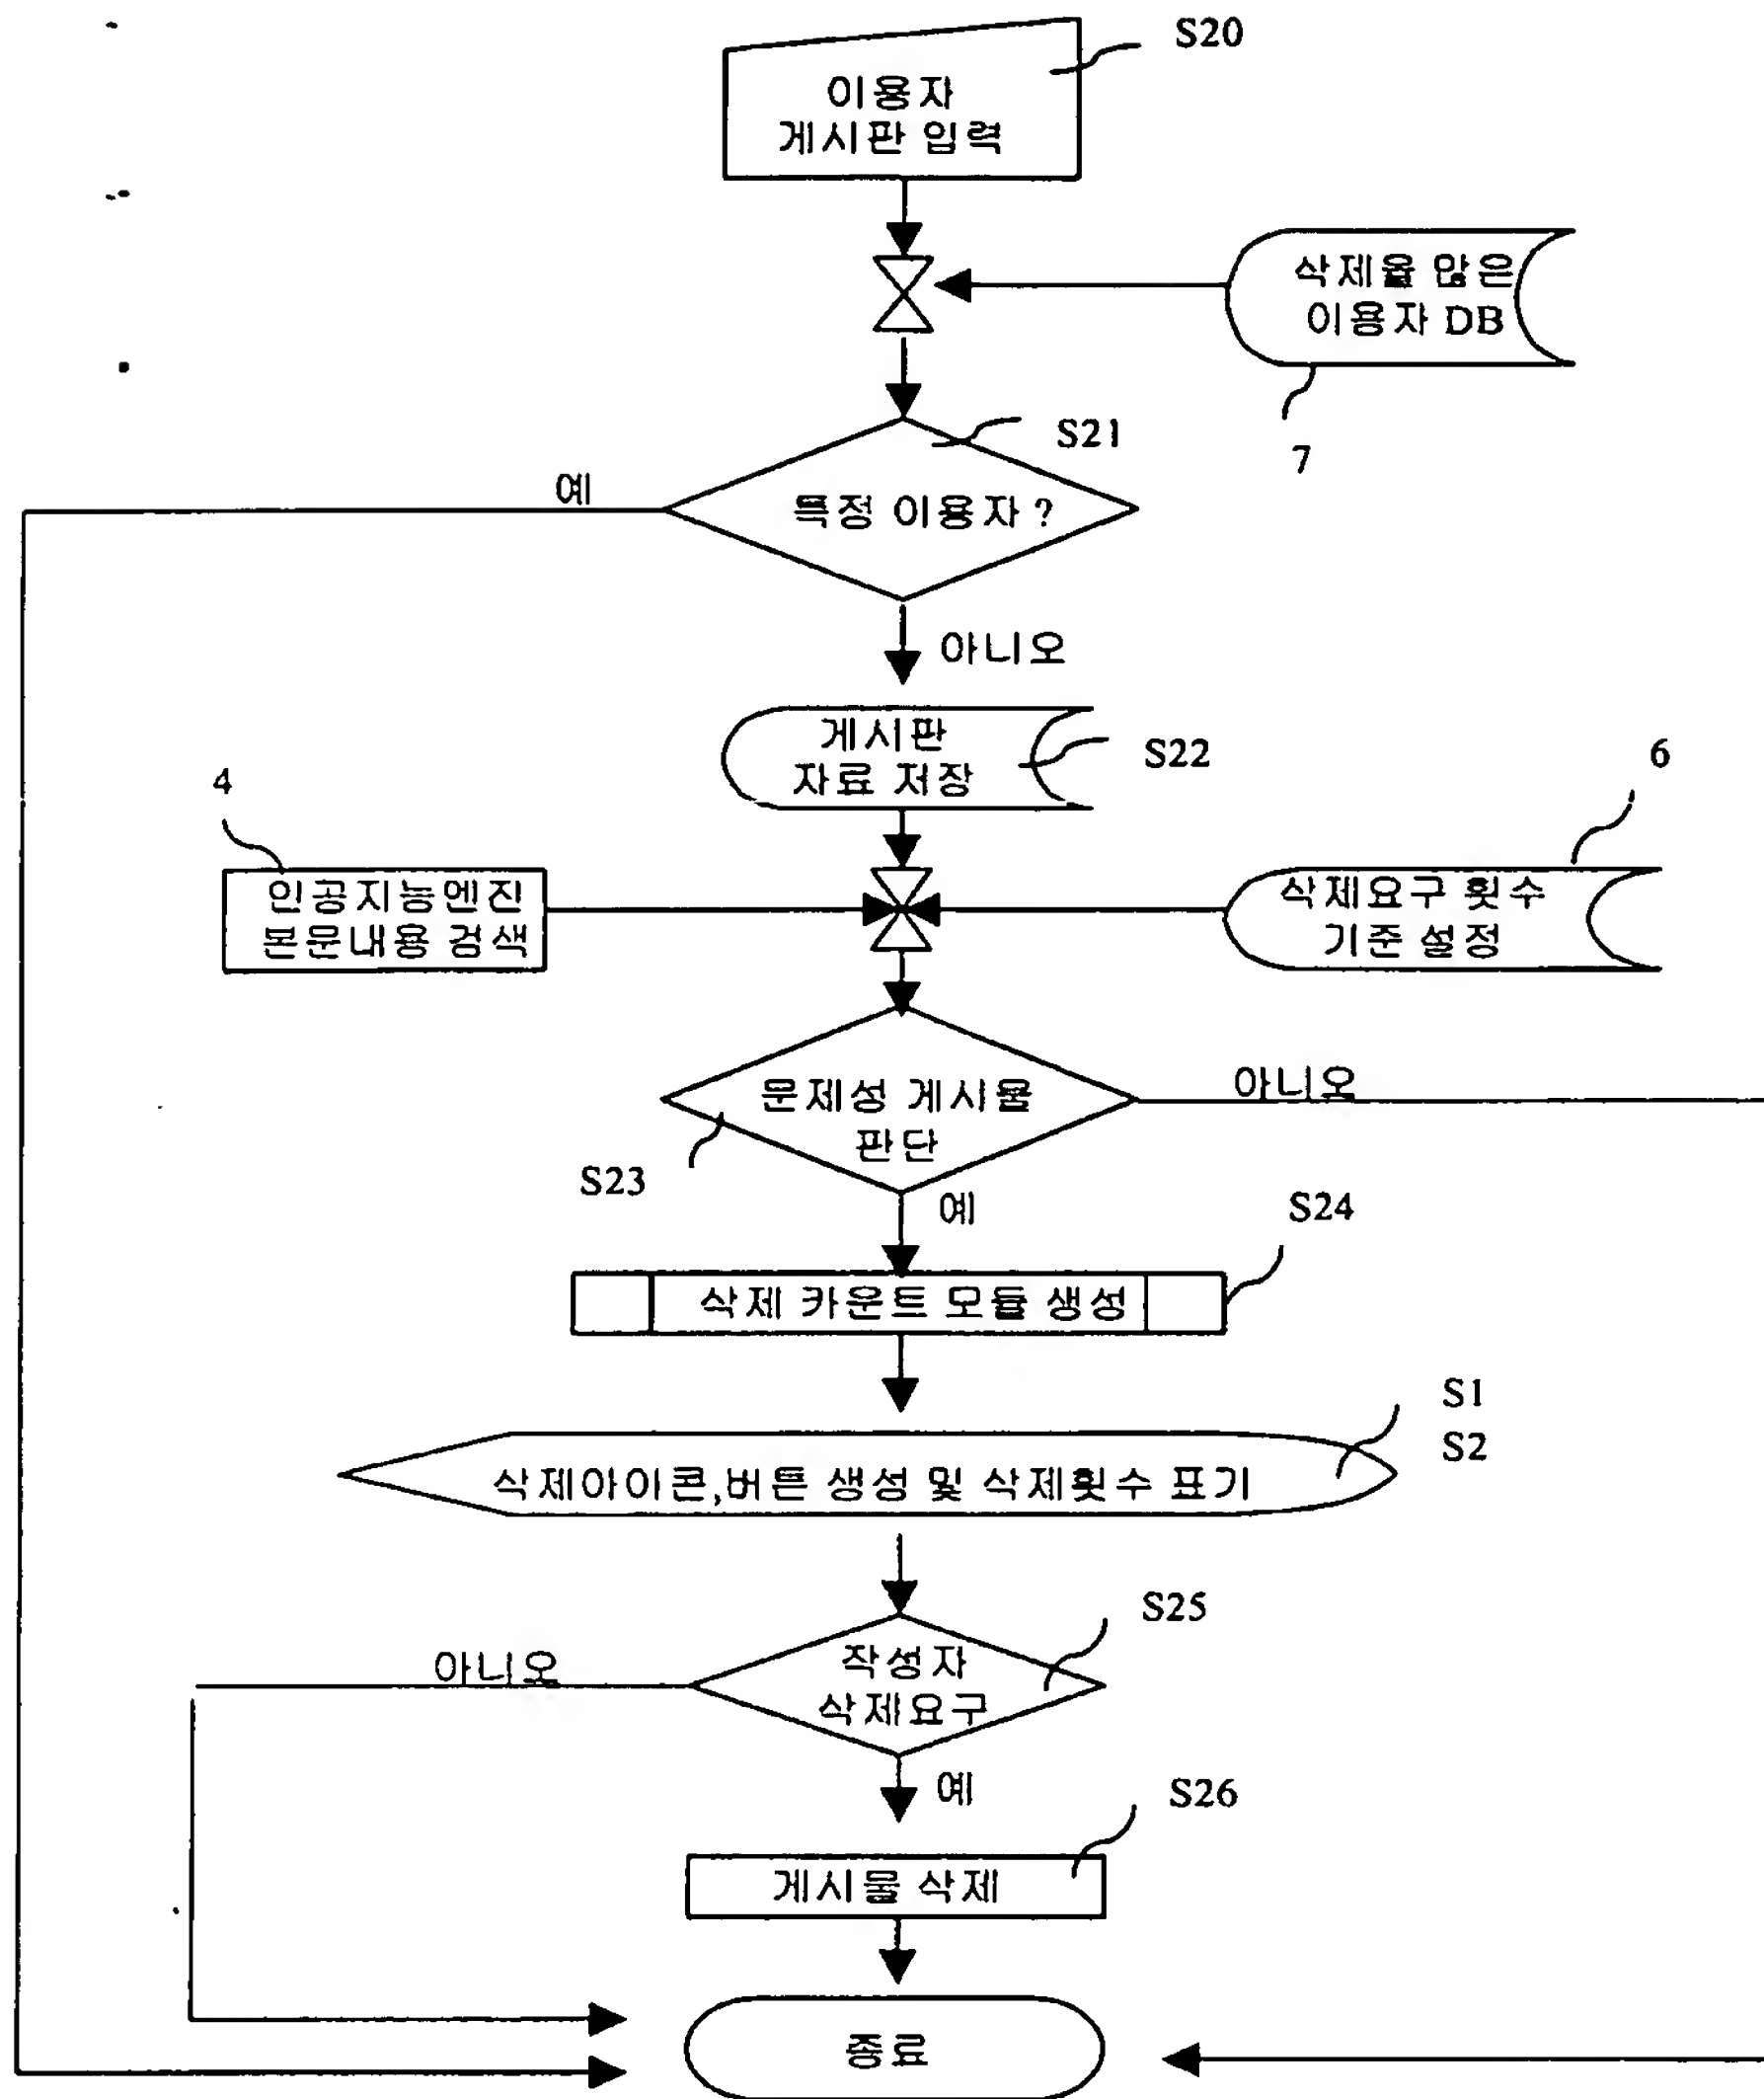 S20
이용자
게시판 입력
삭제율 많은
이용자 DB
7
S21
예
특정 이용자 ?
아니오
게시판
자료 저장
S22
4
6
인공지능엔진
본문내용 검색
삭제요구 횟수
기준 설정
문제성 게시물
판단
아니오
S23
예
S24
삭제 카운트 모듈 생성
S1
S2
삭제아이콘,버튼 생성 및 삭제횟수 표기
S25
아니오
작성자
삭제요구
예
S26
게시물 삭제
종료